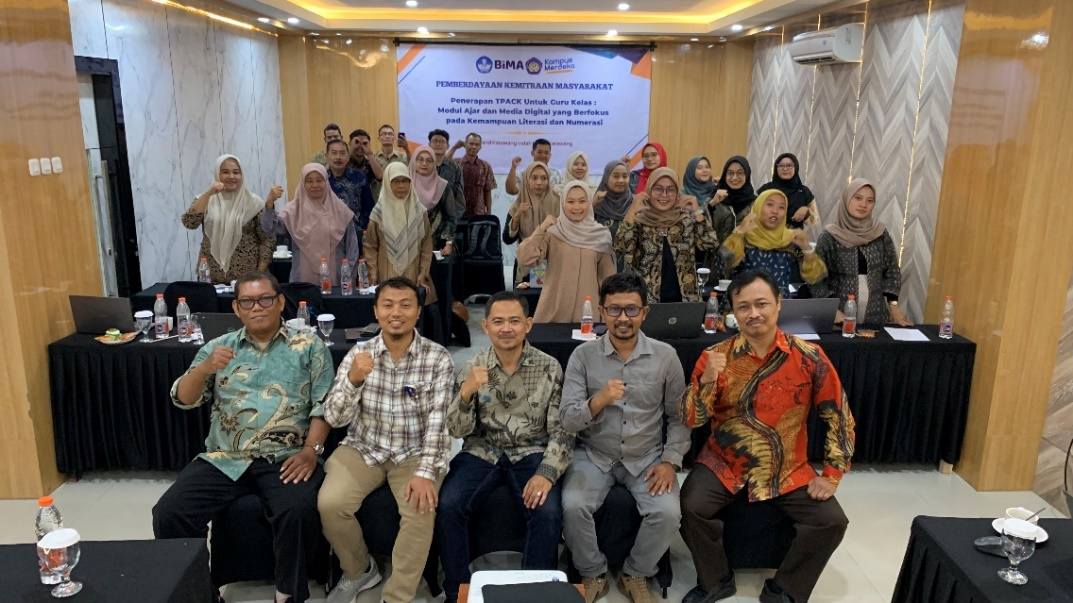 BIMA
Kampus
Merdeka
PEMBERDAYAAN KEMITRAAN MASYARAKAT
Penerapan TPACK Untuk Guru Kelas :
Modul Ajar dan Media Digital yang Berfokus
pada Kemampuan Literasi dan Numerasi